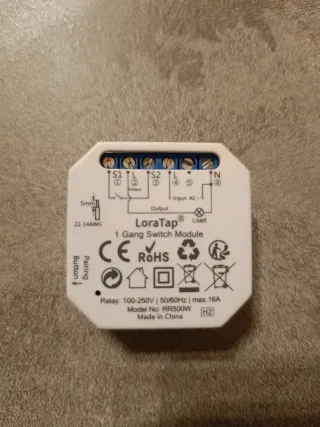 S1 L S2 L N
① ② ③ ④ ⑤ ⑥
Output
Input AC~
Output
5mm
Load
22-14AWG
LoraTap®
1 Gang Switch Module
CE RoHS
Pairing
Button
Relay: 100-250V | 50/60Hz | max.16A
Model No: RR500W
Made in China
H2